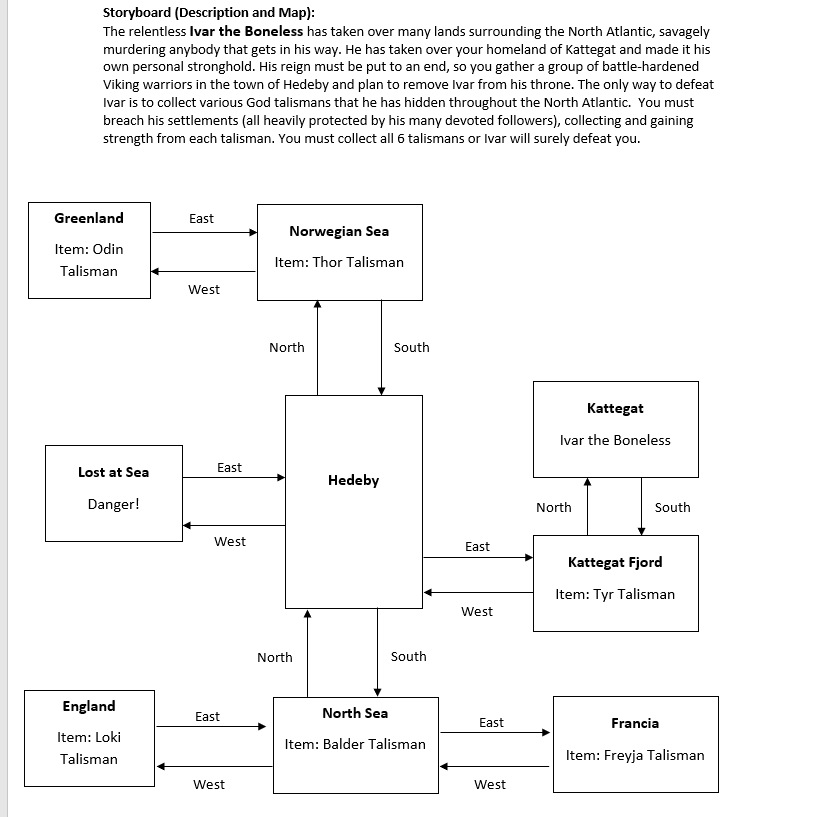 Storyboard (Description and Map):
The relentless Ivar the Boneless has taken over many lands surrounding the North Atlantic, savagely
murdering anybody that gets in his way. He has taken over your homeland of Kattegat and made it his
own personal stronghold. His reign must be put to an end, so you gather a group of battle-hardened
Viking warriors in the town of Hedeby and plan to remove Ivar from his throne. The only way to defeat
Ivar is to collect various God talismans that he has hidden throughout the North Atlantic.  You must
breach his settlements (all heavily protected by his many devoted followers), collecting and gaining
strength from each talisman. You must collect all 6 talismans or Ivar will surely defeat you.
Greenland
Item: Odin
Talisman
East
West
Norwegian Sea
Item: Thor Talisman
North
South
Kattegat
Ivar the Boneless
Lost at Sea
Danger!
East
West
Hedeby
North
South
East
West
Kattegat Fjord
Item: Tyr Talisman
North
South
England
Item: Loki
Talisman
East
West
North Sea
Item: Balder Talisman
East
West
Francia
Item: Freyja Talisman